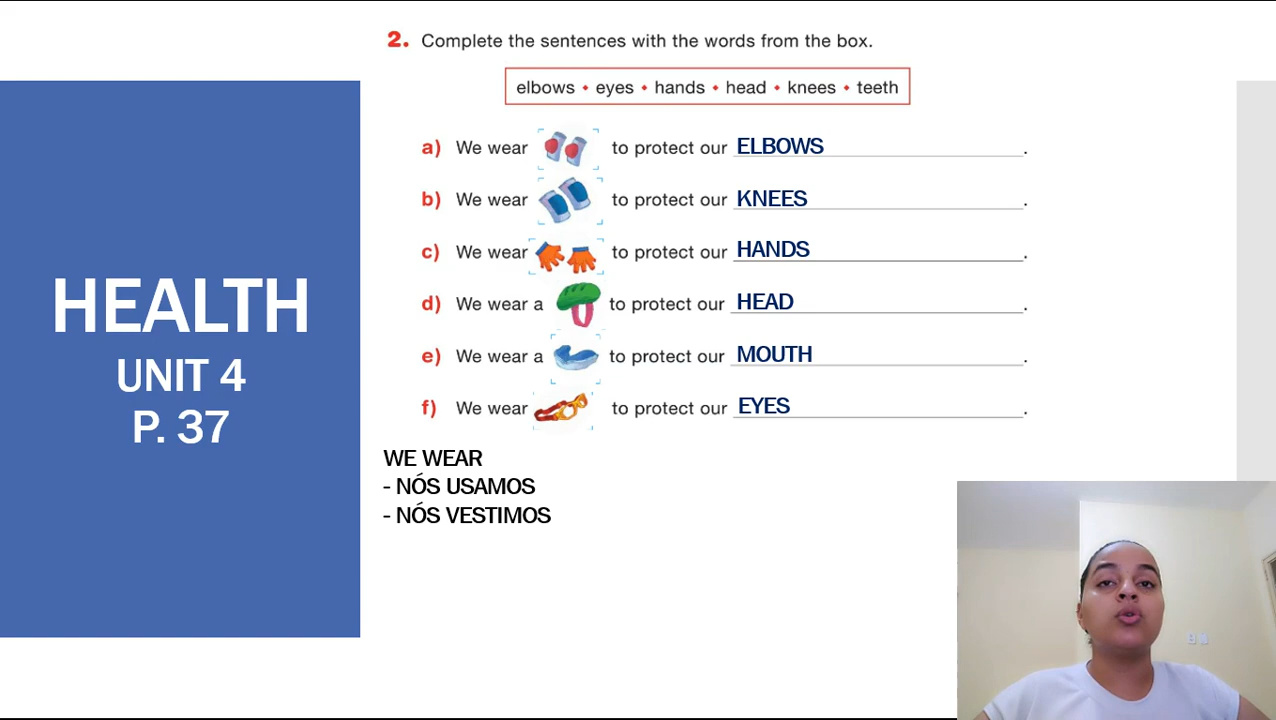 HEALTH
UNIT 4
P. 37
2. Complete the sentences with the words from the box.
elbows • eyes • hands • head • knees • teeth
a) We wear to protect our ELBOWS.
b) We wear to protect our KNEES.
c) We wear to protect our HANDS.
d) We wear a to protect our HEAD.
e) We wear a to protect our MOUTH.
f) We wear to protect our EYES.
WE WEAR
- NÓS USAMOS
- NÓS VESTIMOS